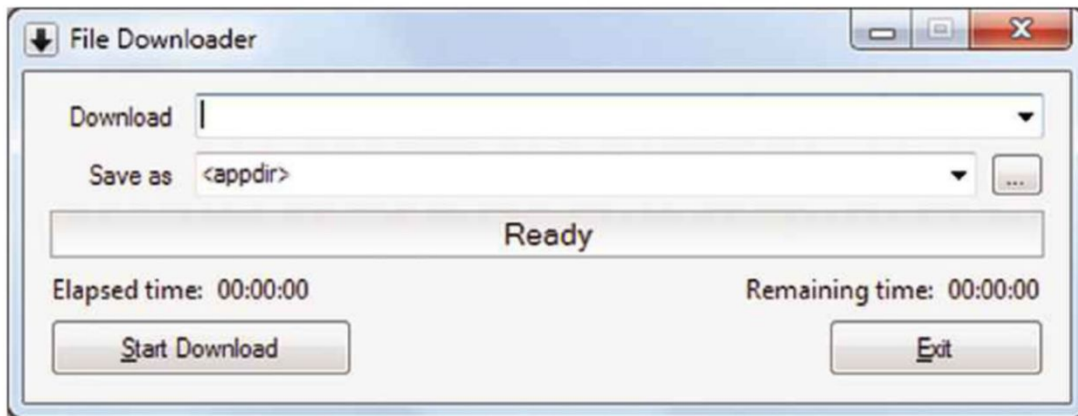 File Downloader
Download
Save as <appdir> ...
Ready
Elapsed time: 00:00:00 Remaining time: 00:00:00
Start Download Exit